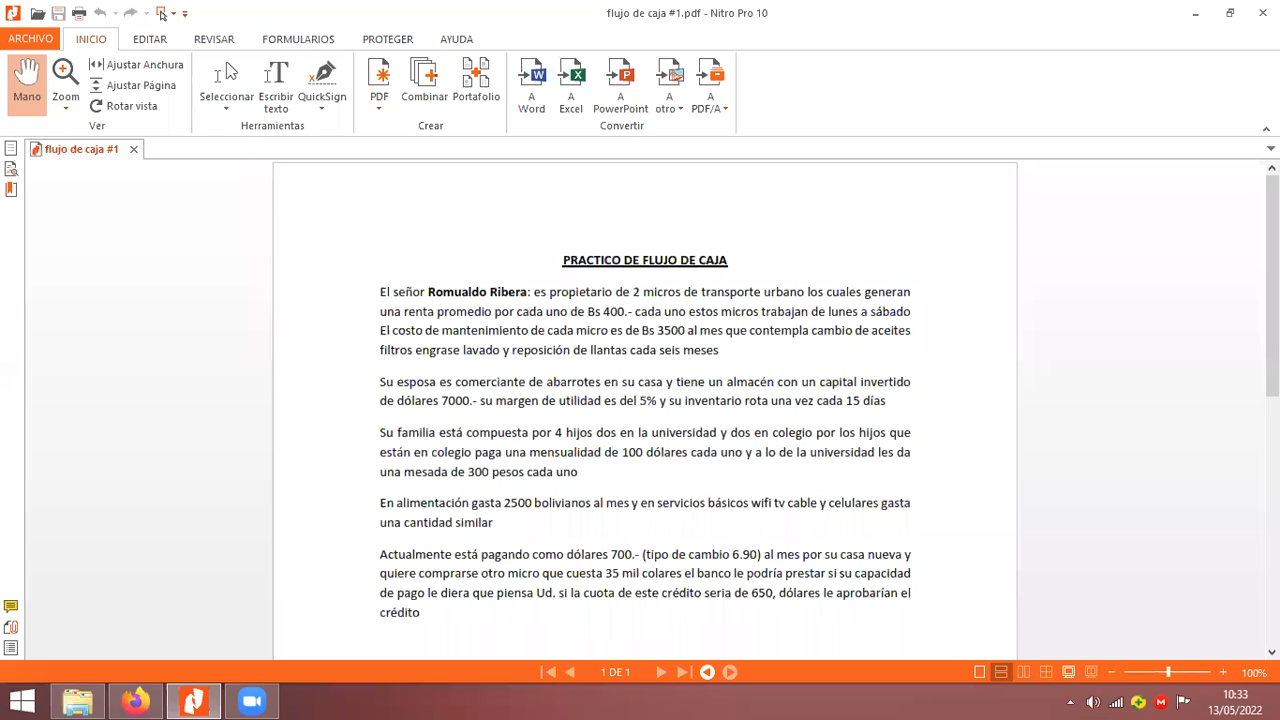 flujo de caja #1.pdf - Nitro Pro 10
ARCHIVO INICIO EDITAR REVISAR FORMULARIOS PROTEGER AYUDA
Mano
Zoom
Ajustar Anchura
Ajustar Página
Rotar vista
Ver
Seleccionar
Escribir texto
QuickSign
Herramientas
PDF
Combinar
Portafolio
Crear
A Word
A Excel
A PowerPoint
A otro
A PDF/A
Convertir
flujo de caja #1
PRACTICO DE FLUJO DE CAJA
El señor Romualdo Ribera: es propietario de 2 micros de transporte urbano los cuales generan
una renta promedio por cada uno de Bs 400.- cada uno estos micros trabajan de lunes a sábado
El costo de mantenimiento de cada micro es de Bs 3500 al mes que contempla cambio de aceites
filtros engrase lavado y reposición de llantas cada seis meses
Su esposa es comerciante de abarrotes en su casa y tiene un almacén con un capital invertido
de dólares 7000.- su margen de utilidad es del 5% y su inventario rota una vez cada 15 días
Su familia está compuesta por 4 hijos dos en la universidad y dos en colegio por los hijos que
están en colegio paga una mensualidad de 100 dólares cada uno y a lo de la universidad les da
una mesada de 300 pesos cada uno
En alimentación gasta 2500 bolivianos al mes y en servicios básicos wifi tv cable y celulares gasta
una cantidad similar
Actualmente está pagando como dólares 700.- (tipo de cambio 6.90) al mes por su casa nueva y
quiere comprarse otro micro que cuesta 35 mil colares el banco le podría prestar si su capacidad
de pago le diera que piensa Ud. si la cuota de este crédito seria de 650, dólares le aprobarían el
crédito
1 DE 1
100%
10:33
13/05/2022